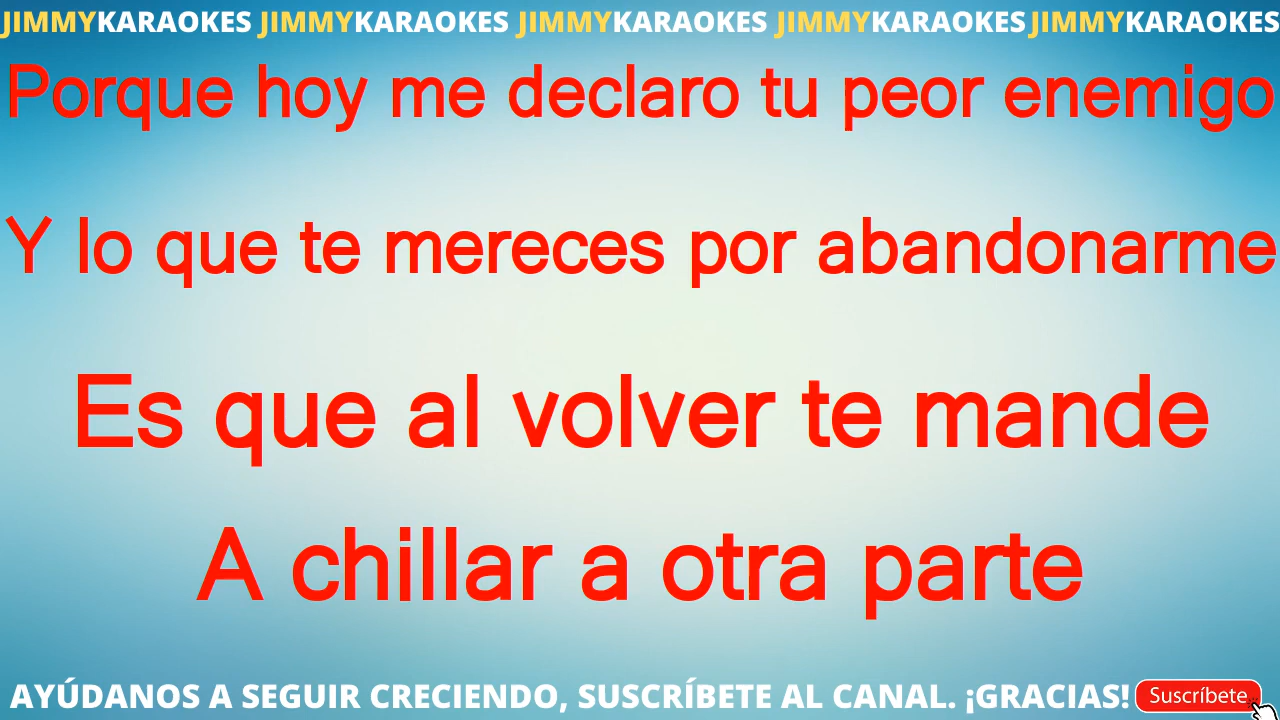 JIMMYKARAOKES JIMMYKARAOKES JIMMYKARAOKES JIMMYKARAOKES JIMMYKARAOKES
Porque hoy me declaro tu peor enemigo
Y lo que te mereces por abandonarme
Es que al volver te mande
A chillar a otra parte
AYÚDANOS A SEGUIR CRECIENDO, SUSCRÍBETE AL CANAL. ¡GRACIAS! Suscríbete